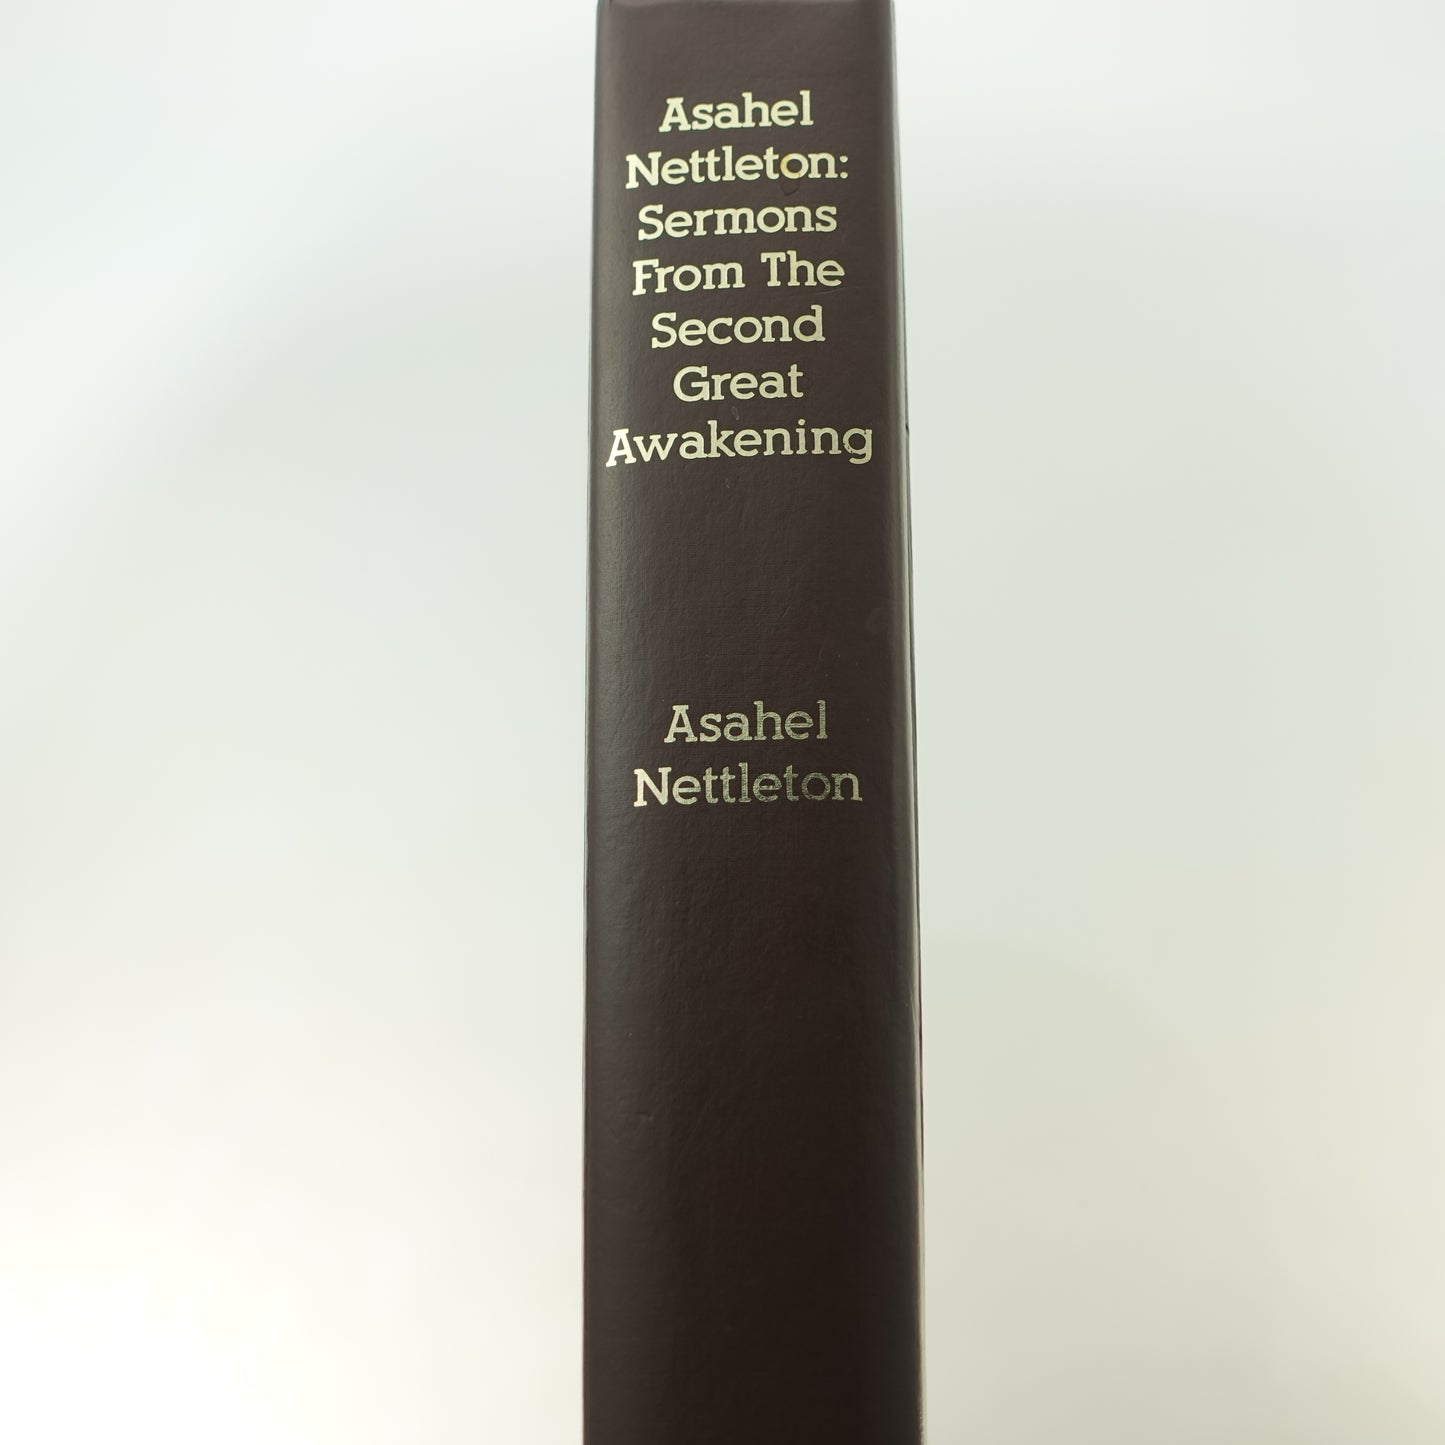 Asahel
Nettleton:
Sermons
From The
Second
Great
Awakening
Asahel
Nettleton